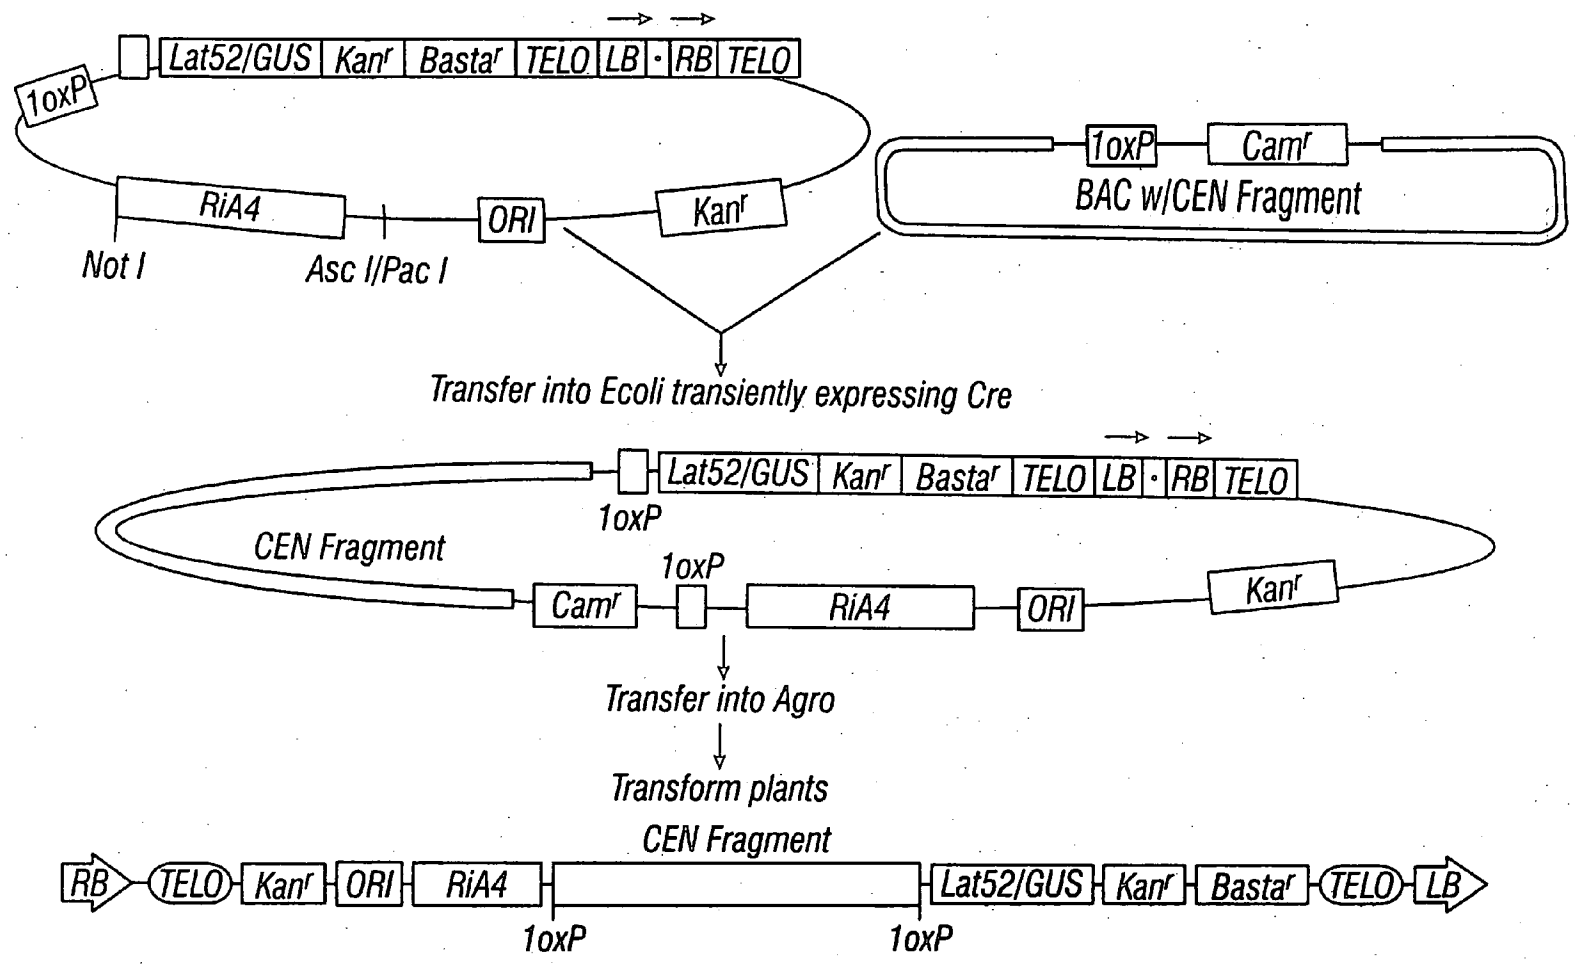 Lat52/GUS Kanʳ Bastaʳ TELO LB · RB TELO
1oxP
1oxP Camʳ
BAC w/CEN Fragment
RiA4 ORI Kanʳ
Not I Asc I/Pac I
Transfer into Ecoli transiently expressing Cre
Lat52/GUS Kanʳ Bastaʳ TELO LB · RB TELO
1oxP
CEN Fragment
1oxP
Camʳ RiA4 ORI Kanʳ
Transfer into Agro
Transform plants
CEN Fragment
RB TELO Kanʳ ORI RiA4 Lat52/GUS Kanʳ Bastaʳ TELO LB
1oxP 1oxP